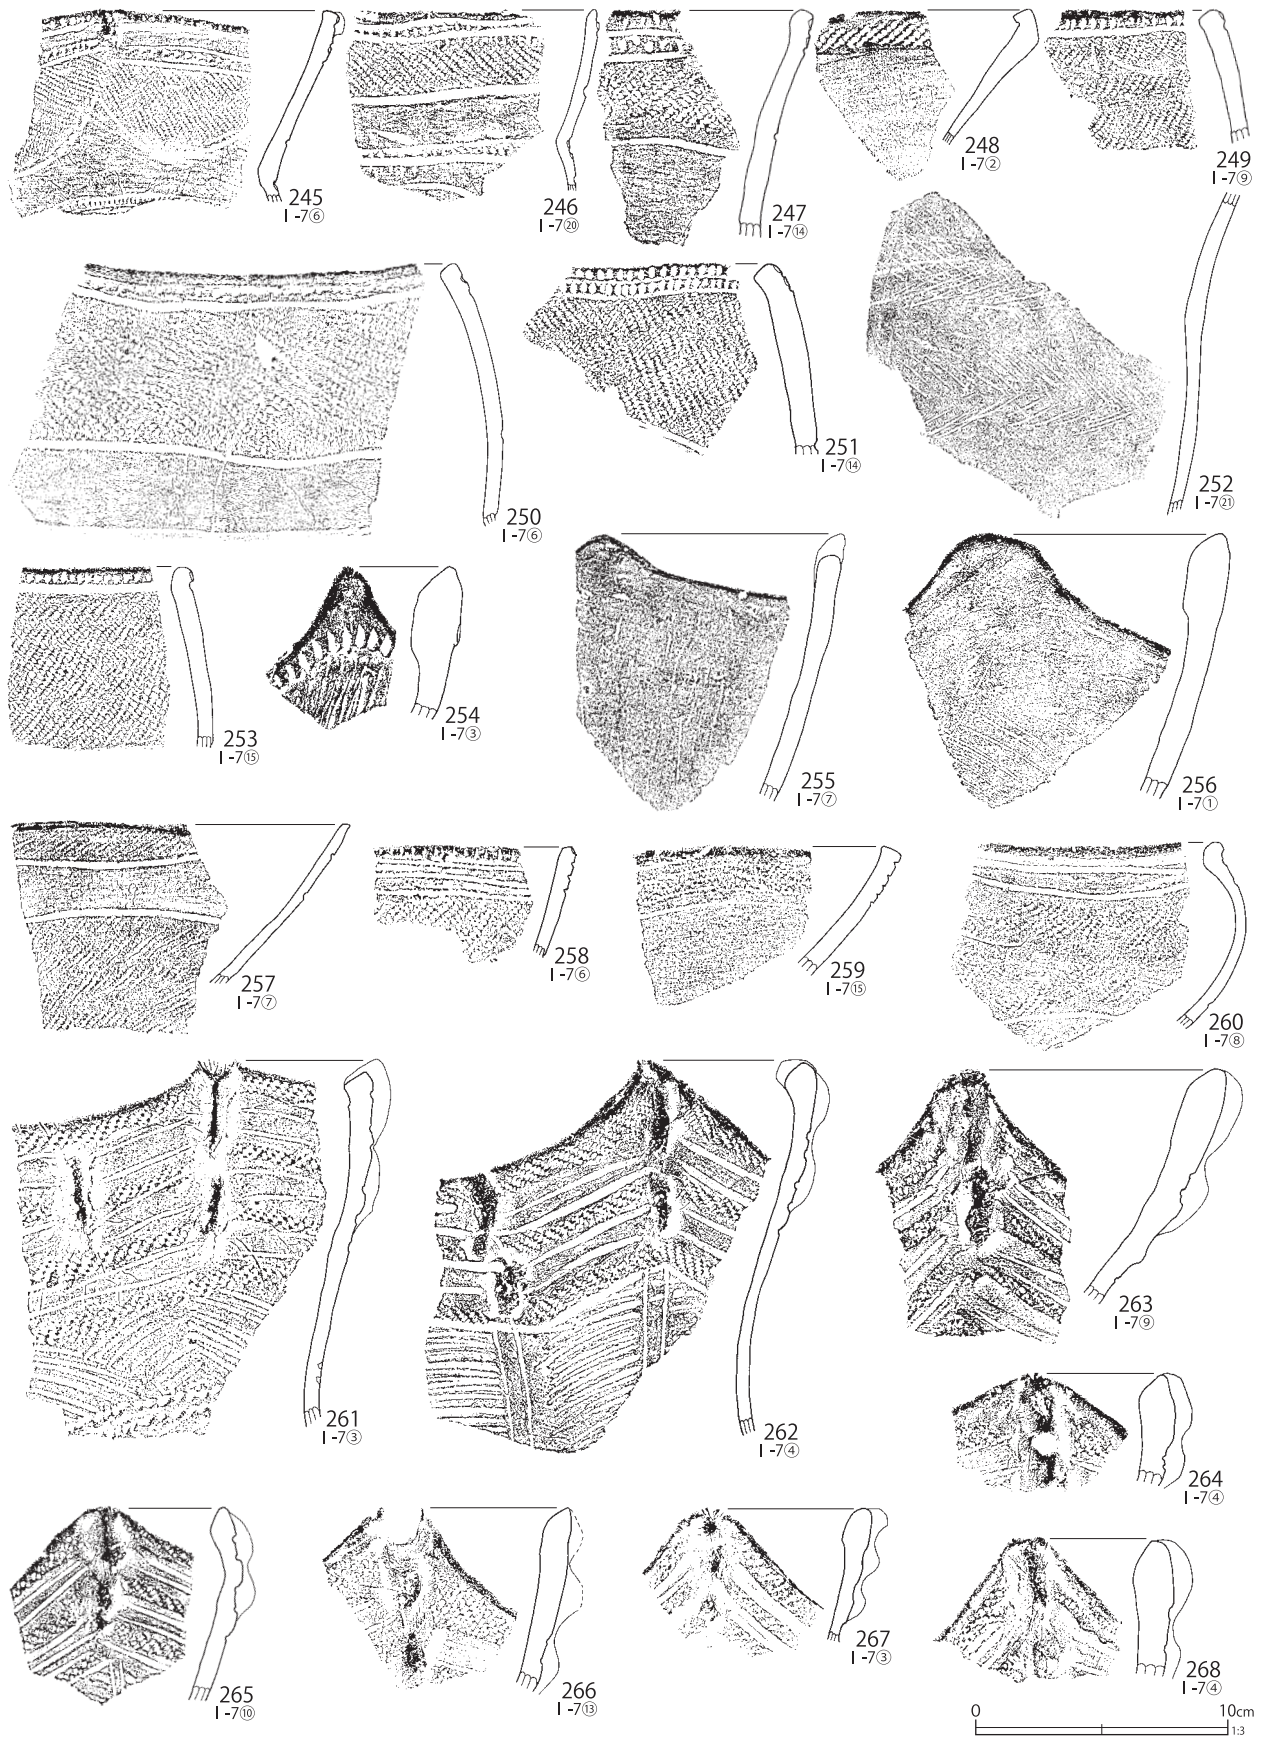 245
I -7⑥
246
I -7⑳
247
I -7⑭
248
I -7②
249
I -7⑨
250
I -7⑥
251
I -7⑭
252
I -7㉑
253
I -7⑮
254
I -7③
255
I -7⑦
256
I -7①
257
I -7⑦
258
I -7⑥
259
I -7⑮
260
I -7⑧
261
I -7③
262
I -7④
263
I -7⑨
264
I -7④
265
I -7⑩
266
I -7⑬
267
I -7③
268
I -7④
0 10cm
1:3